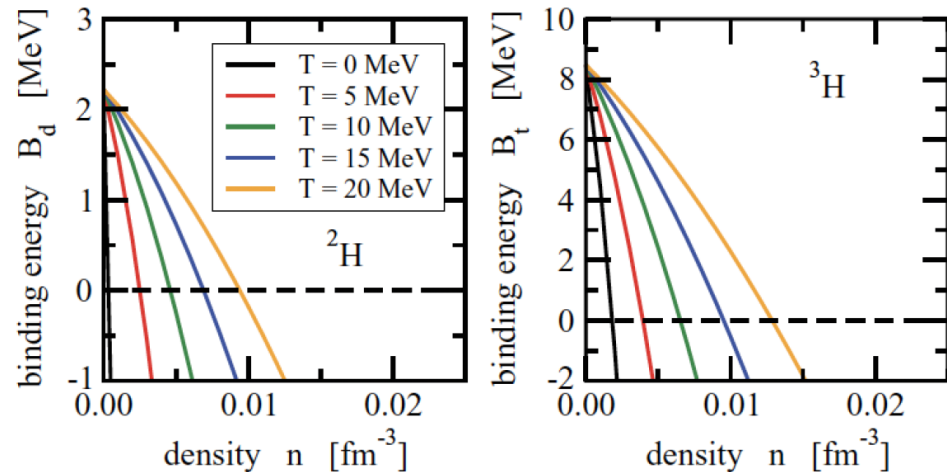 binding energy B_d [MeV]
3
2
1
0
-1
T = 0 MeV
T = 5 MeV
T = 10 MeV
T = 15 MeV
T = 20 MeV
²H
0.00
0.01
0.02
density n [fm⁻³]
binding energy B_t [MeV]
10
8
6
4
2
0
-2
³H
0.00
0.01
0.02
density n [fm⁻³]